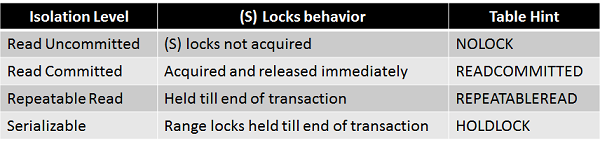 Isolation Level (S) Locks behavior Table Hint
Read Uncommitted (S) locks not acquired NOLOCK
Read Committed Acquired and released immediately READCOMMITTED
Repeatable Read Held till end of transaction REPEATABLEREAD
Serializable Range locks held till end of transaction HOLDLOCK